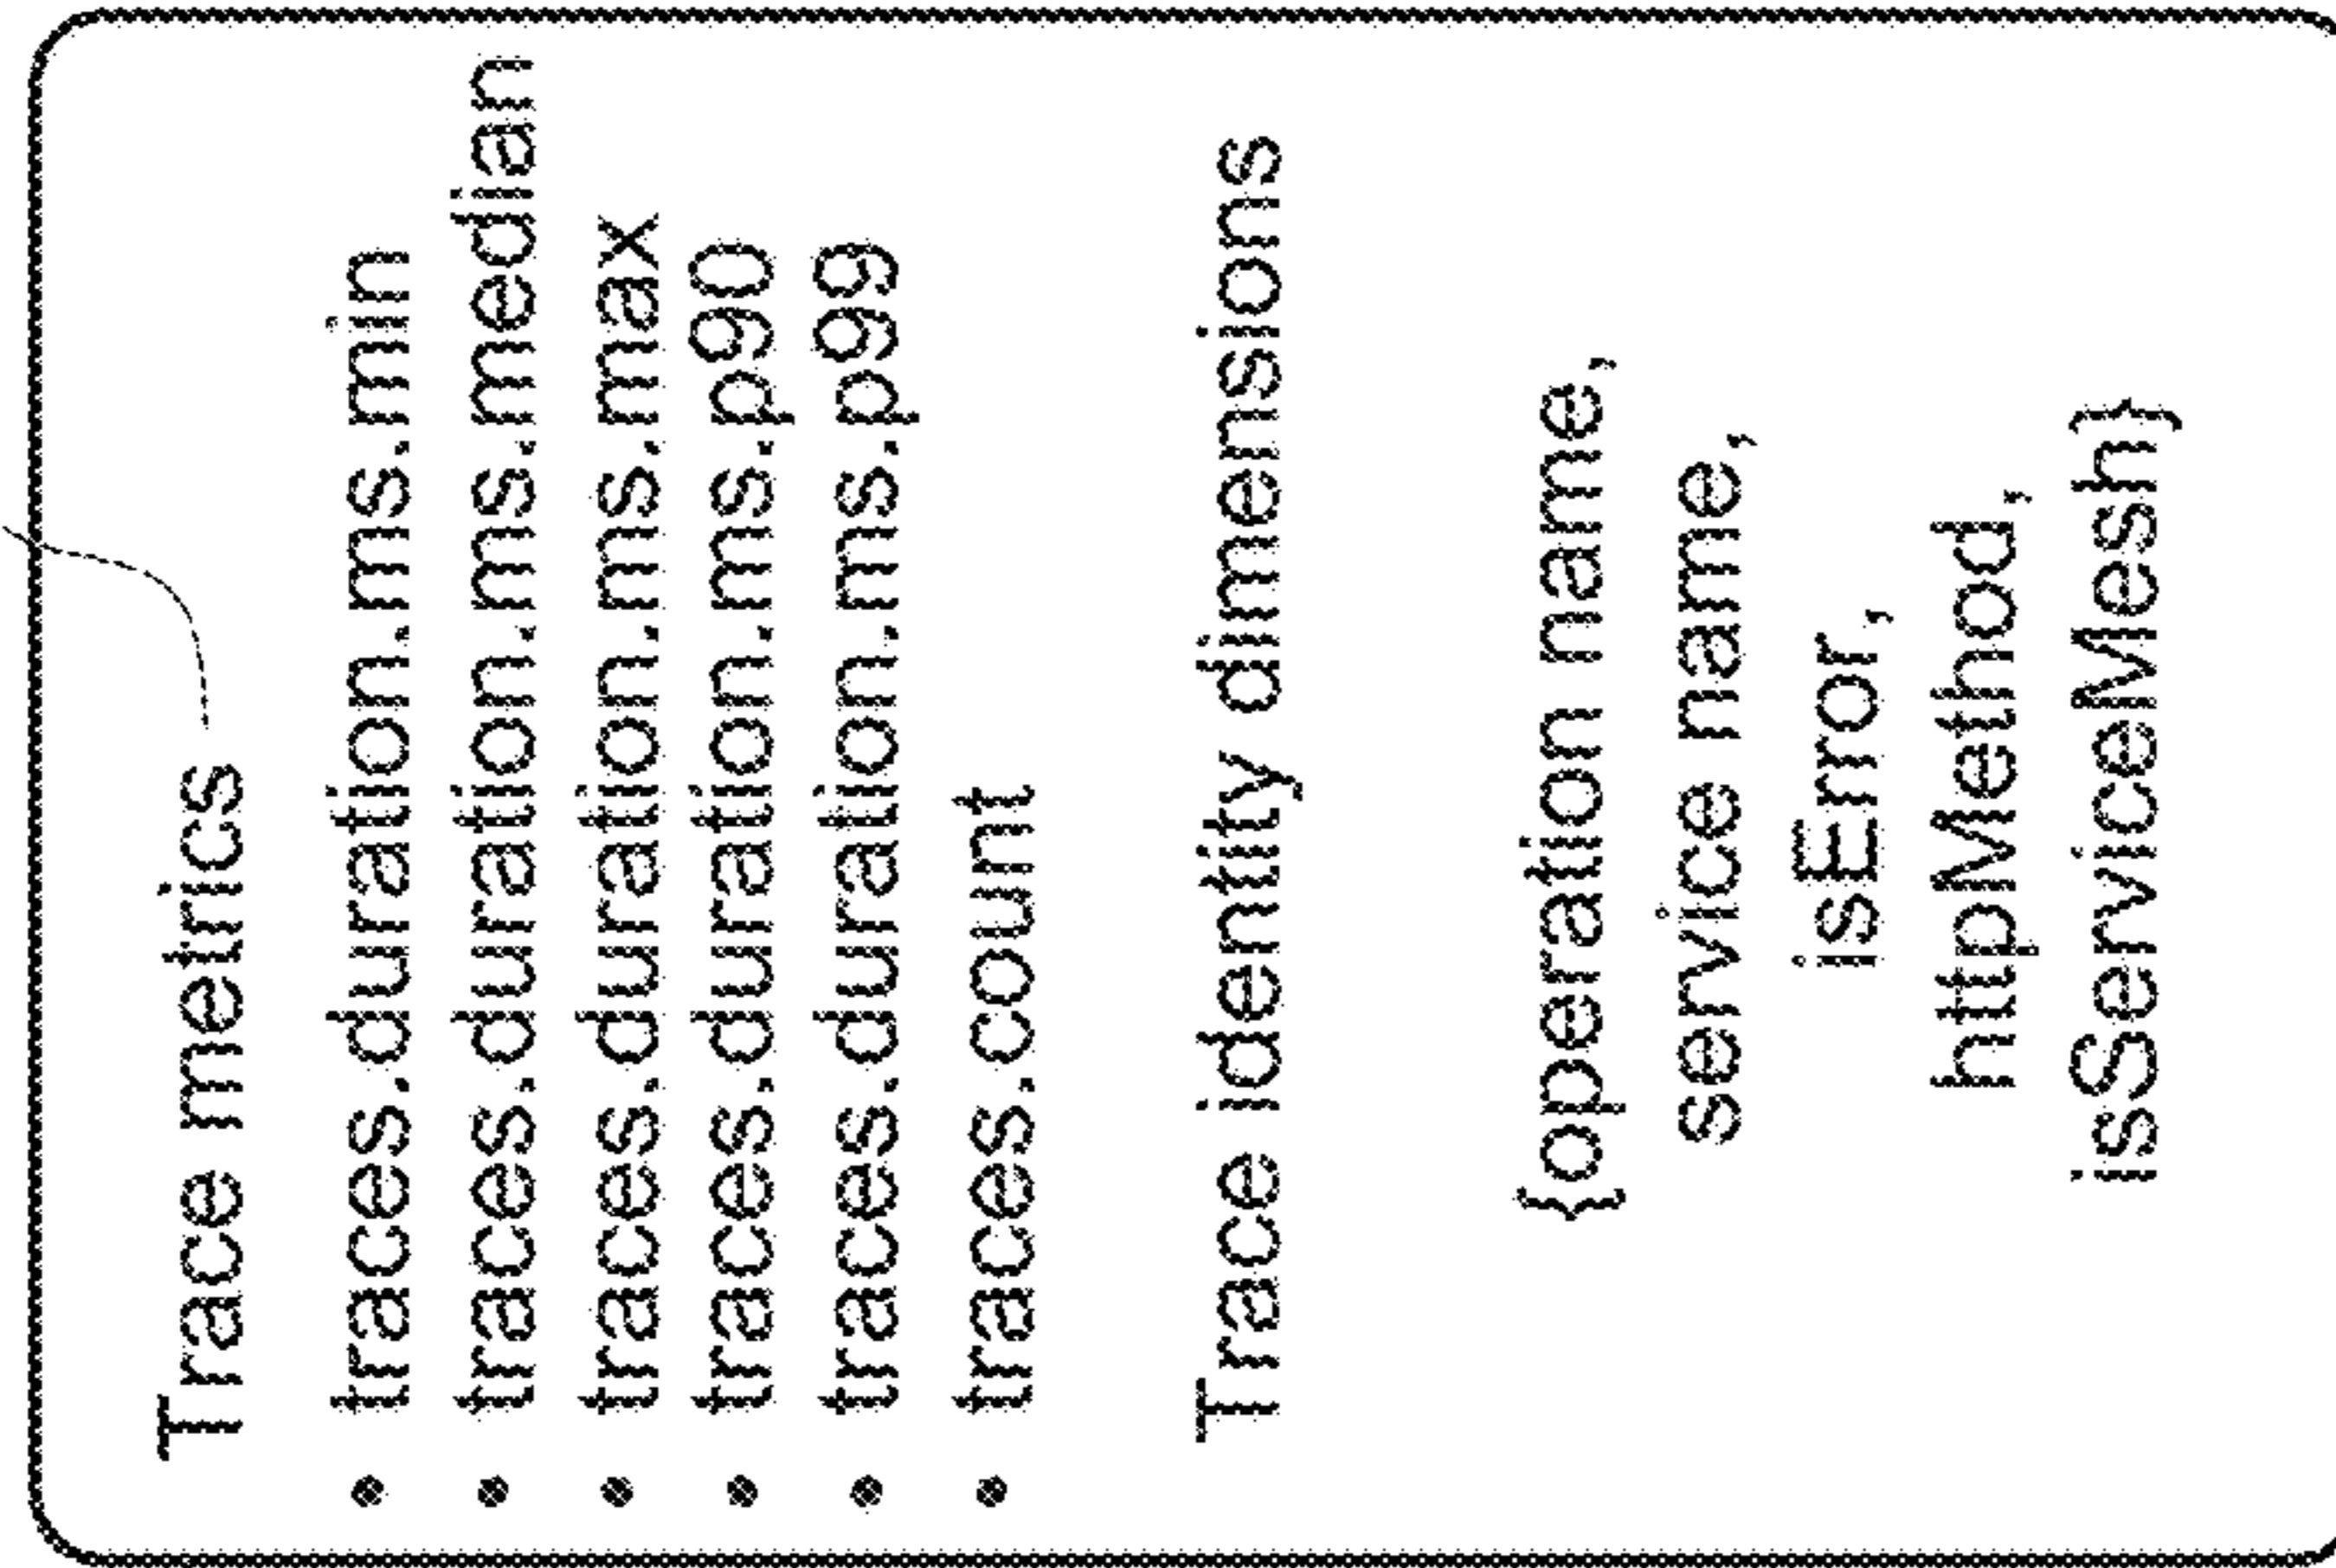 Trace metrics
• traces.duration.ms.min
• traces.duration.ms.median
• traces.duration.ms.max
• traces.duration.ms.p90
• traces.duration.ms.p99
• traces.count
Trace identity dimensions
{operation name,
service name,
isError,
httpMethod,
isServiceMesh}